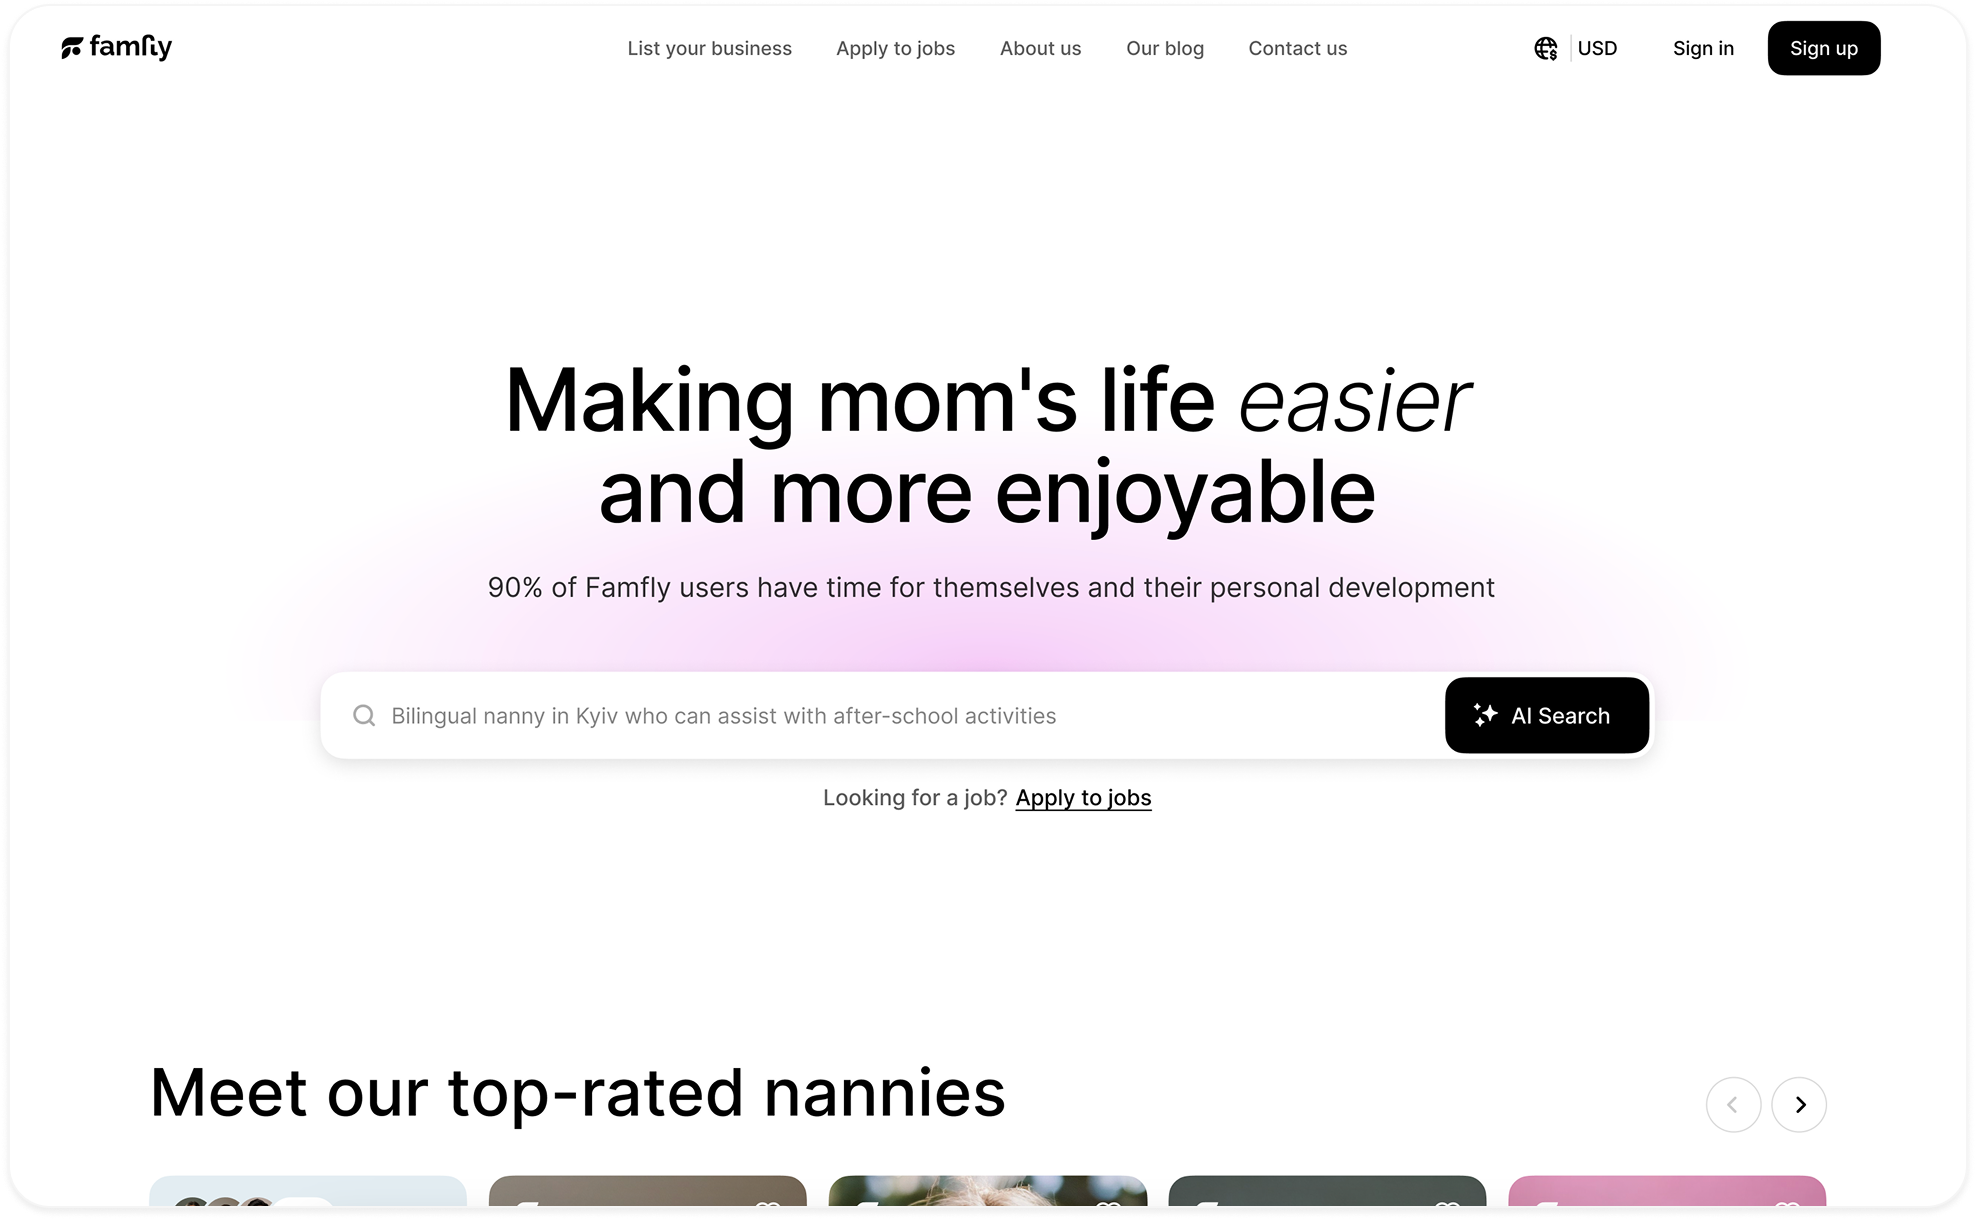 famfly
List your business
Apply to jobs
About us
Our blog
Contact us
USD
Sign in
Sign up
Making mom's life easier
and more enjoyable
90% of Famfly users have time for themselves and their personal development
Bilingual nanny in Kyiv who can assist with after-school activities
AI Search
Looking for a job? Apply to jobs
Meet our top-rated nannies